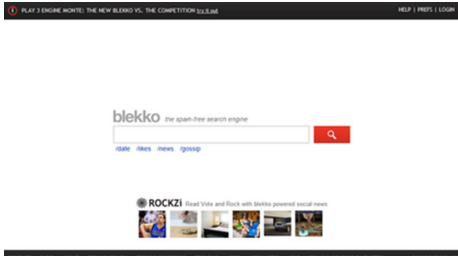 PLAY 3 ENGINE MONTE: THE NEW BLEKKO VS. THE COMPETITION try it out
HELP | PREFS | LOGIN
blekko the spam-free search engine
/date /likes /news /gossip
ROCKZi Read Vote and Rock with blekko powered social news